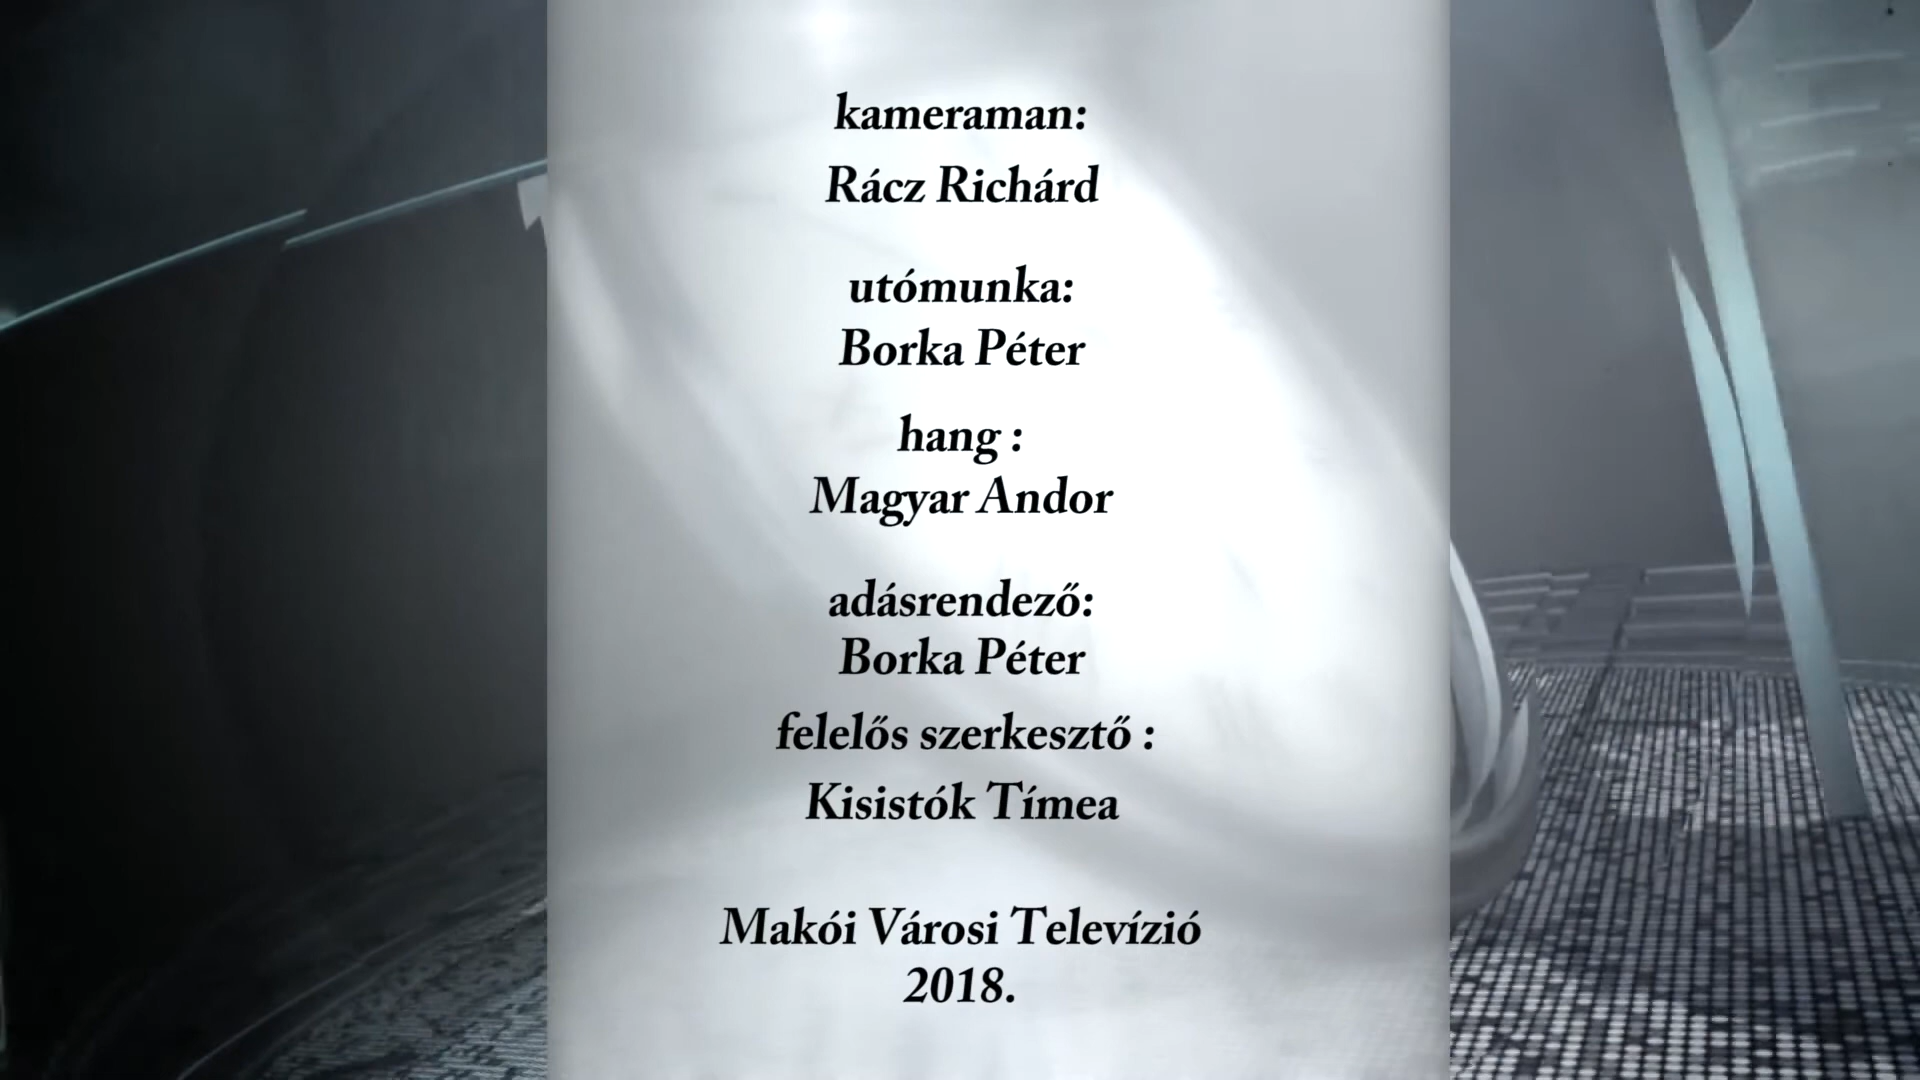 kameraman:
Rácz Richárd
utómunka:
Borka Péter
hang :
Magyar Andor
adásrendező:
Borka Péter
felelős szerkesztő :
Kisistók Tímea
Makói Városi Televízió
2018.